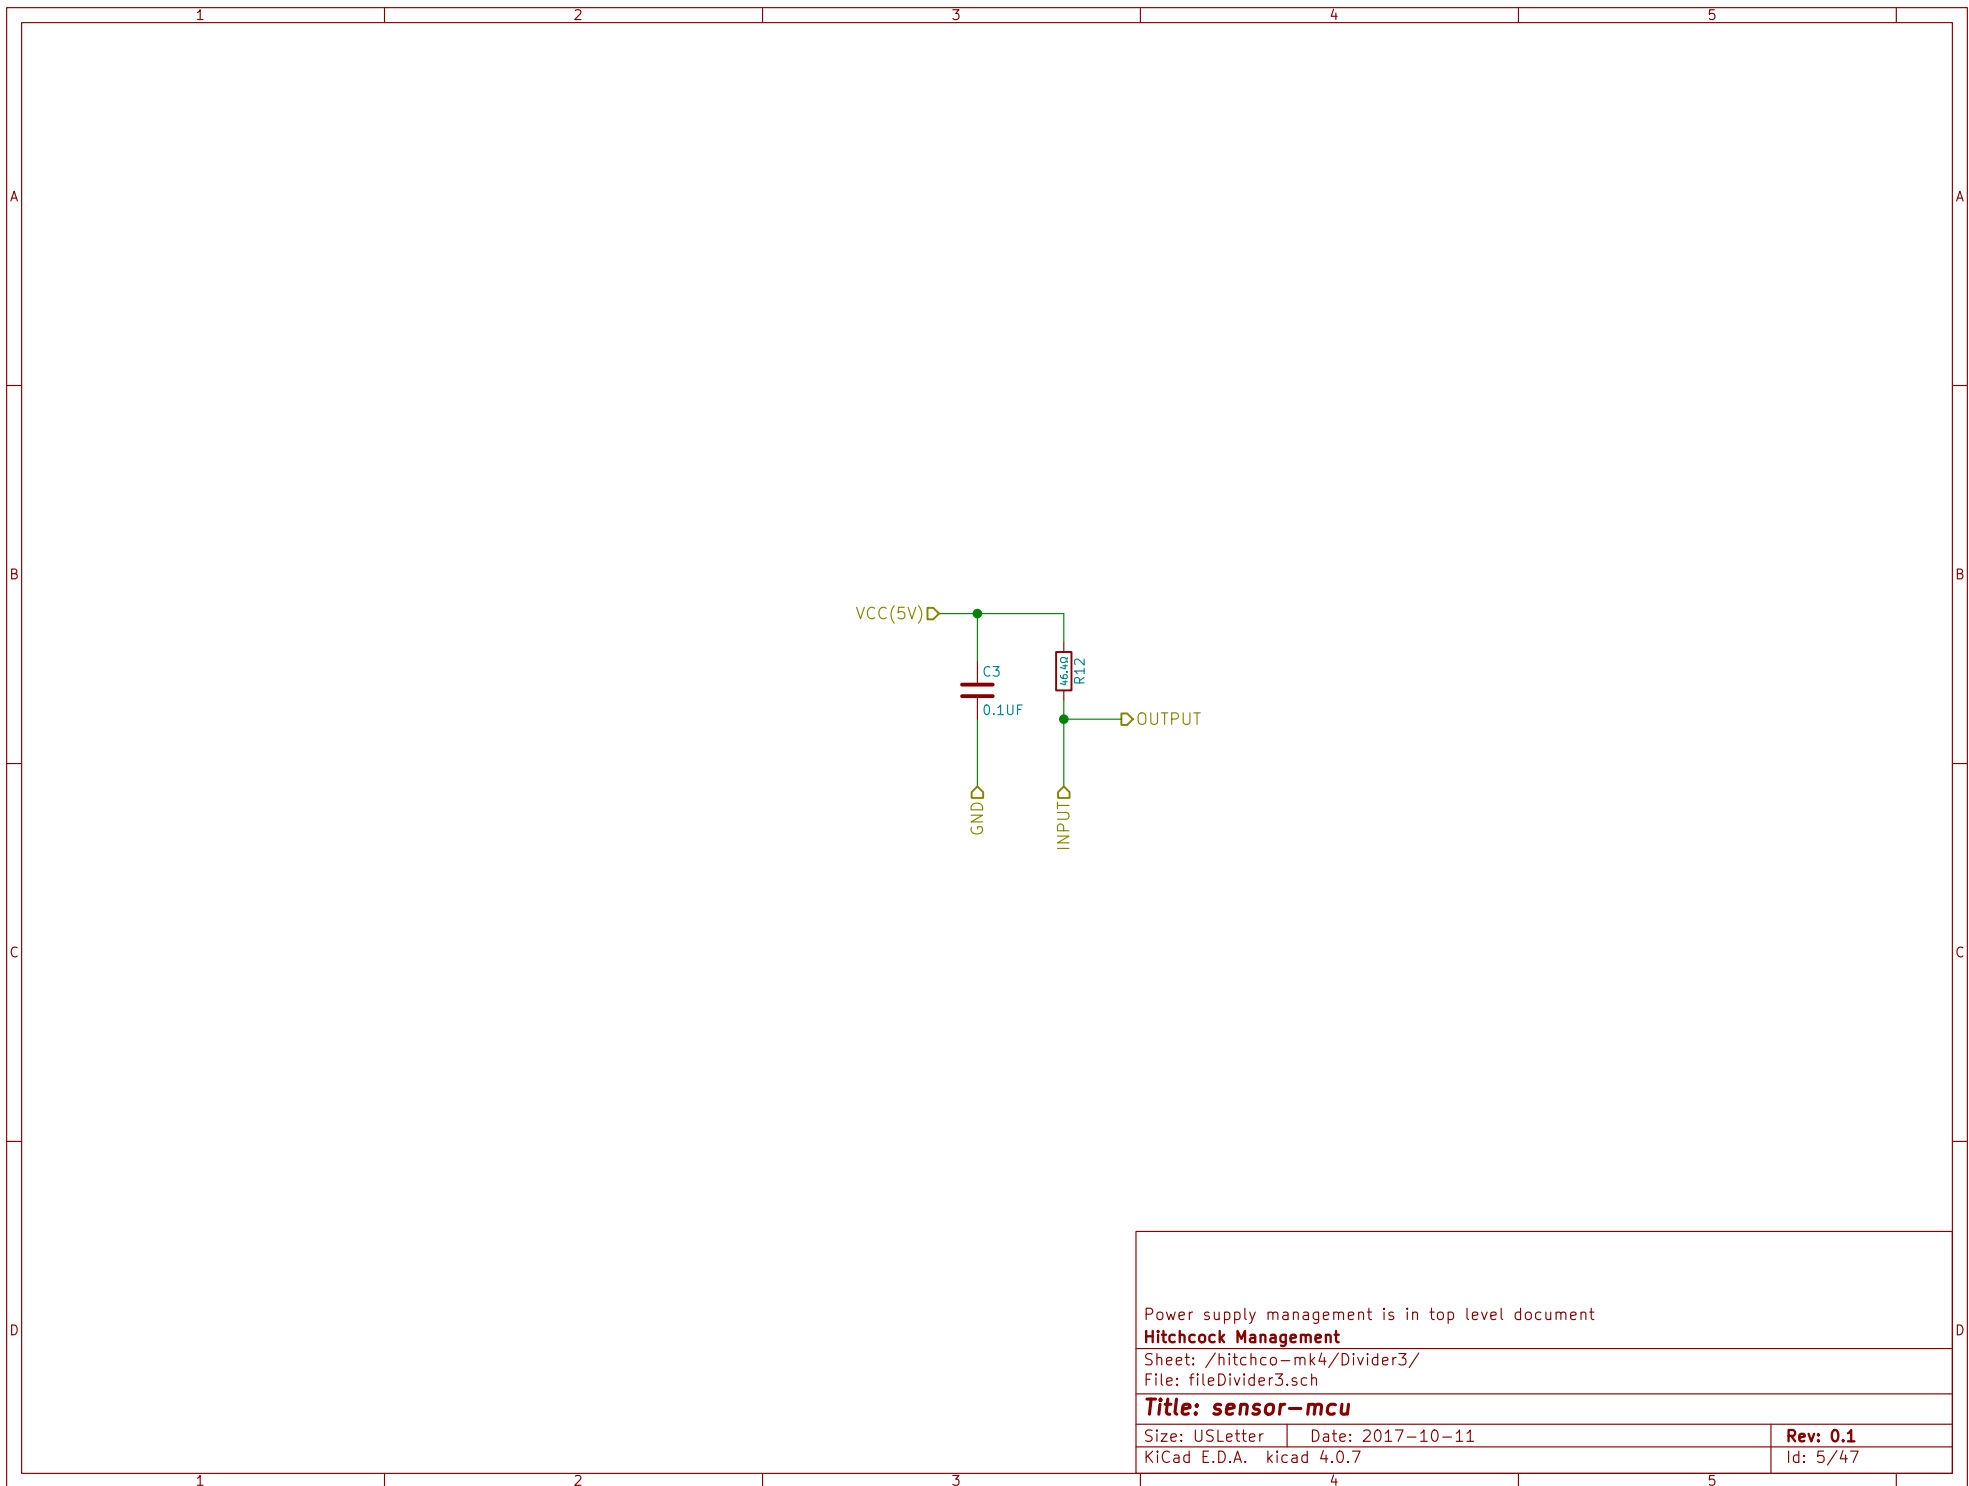 1 2 3 4 5
A A
B B
VCC(5V)
C3
46.4Ω
R12
0.1UF
OUTPUT
GND
INPUT
C C
Power supply management is in top level document
D D
Hitchcock Management
Sheet: /hitchco-mk4/Divider3/
File: fileDivider3.sch
Title: sensor-mcu
Size: USLetter Date: 2017-10-11 Rev: 0.1
KiCad E.D.A. kicad 4.0.7 Id: 5/47
1 2 3 4 5